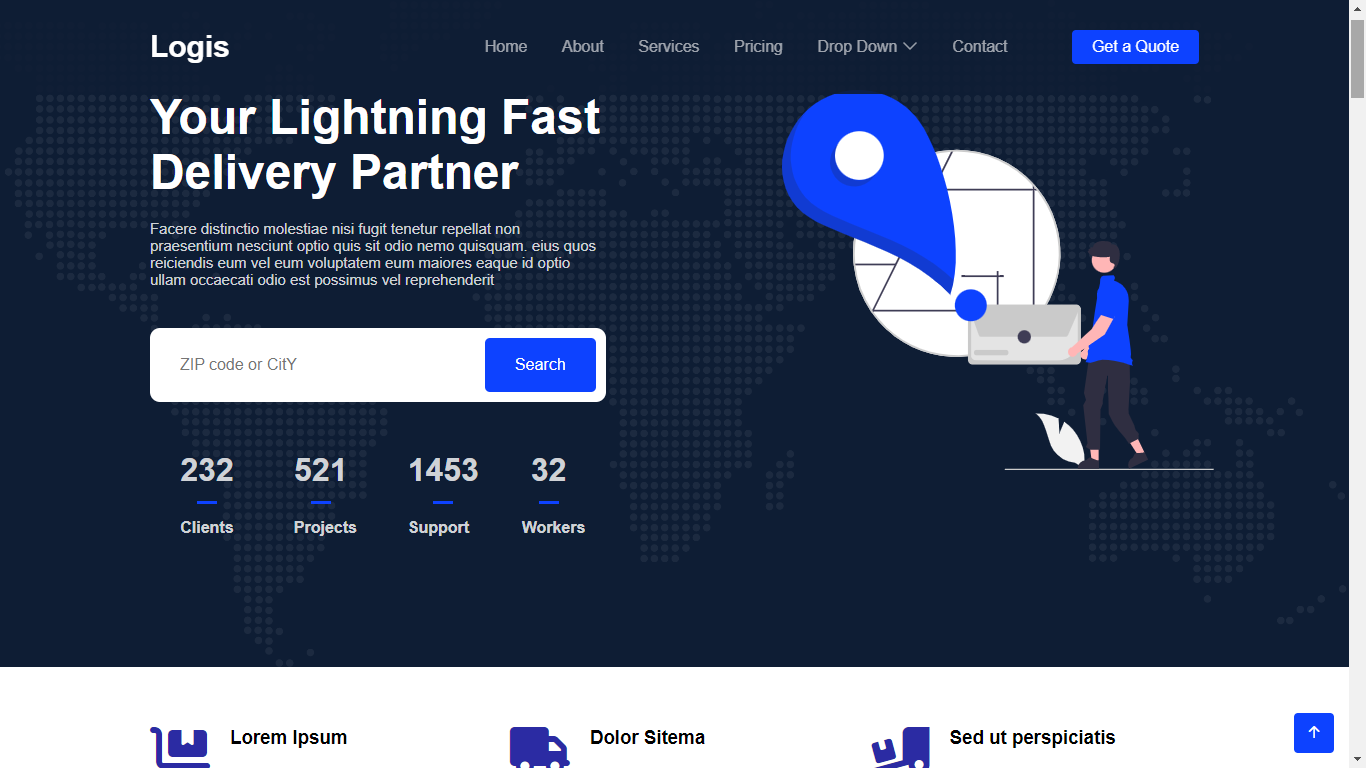 Logis
Home About Services Pricing Drop Down Contact Get a Quote
Your Lightning Fast
Delivery Partner
Facere distinctio molestiae nisi fugit tenetur repellat non
praesentium nesciunt optio quis sit odio nemo quisquam. eius quos
reiciendis eum vel eum voluptatem eum maiores eaque id optio
ullam occaecati odio est possimus vel reprehenderit
ZIP code or CitY Search
232 521 1453 32
Clients Projects Support Workers
Lorem Ipsum Dolor Sitema Sed ut perspiciatis